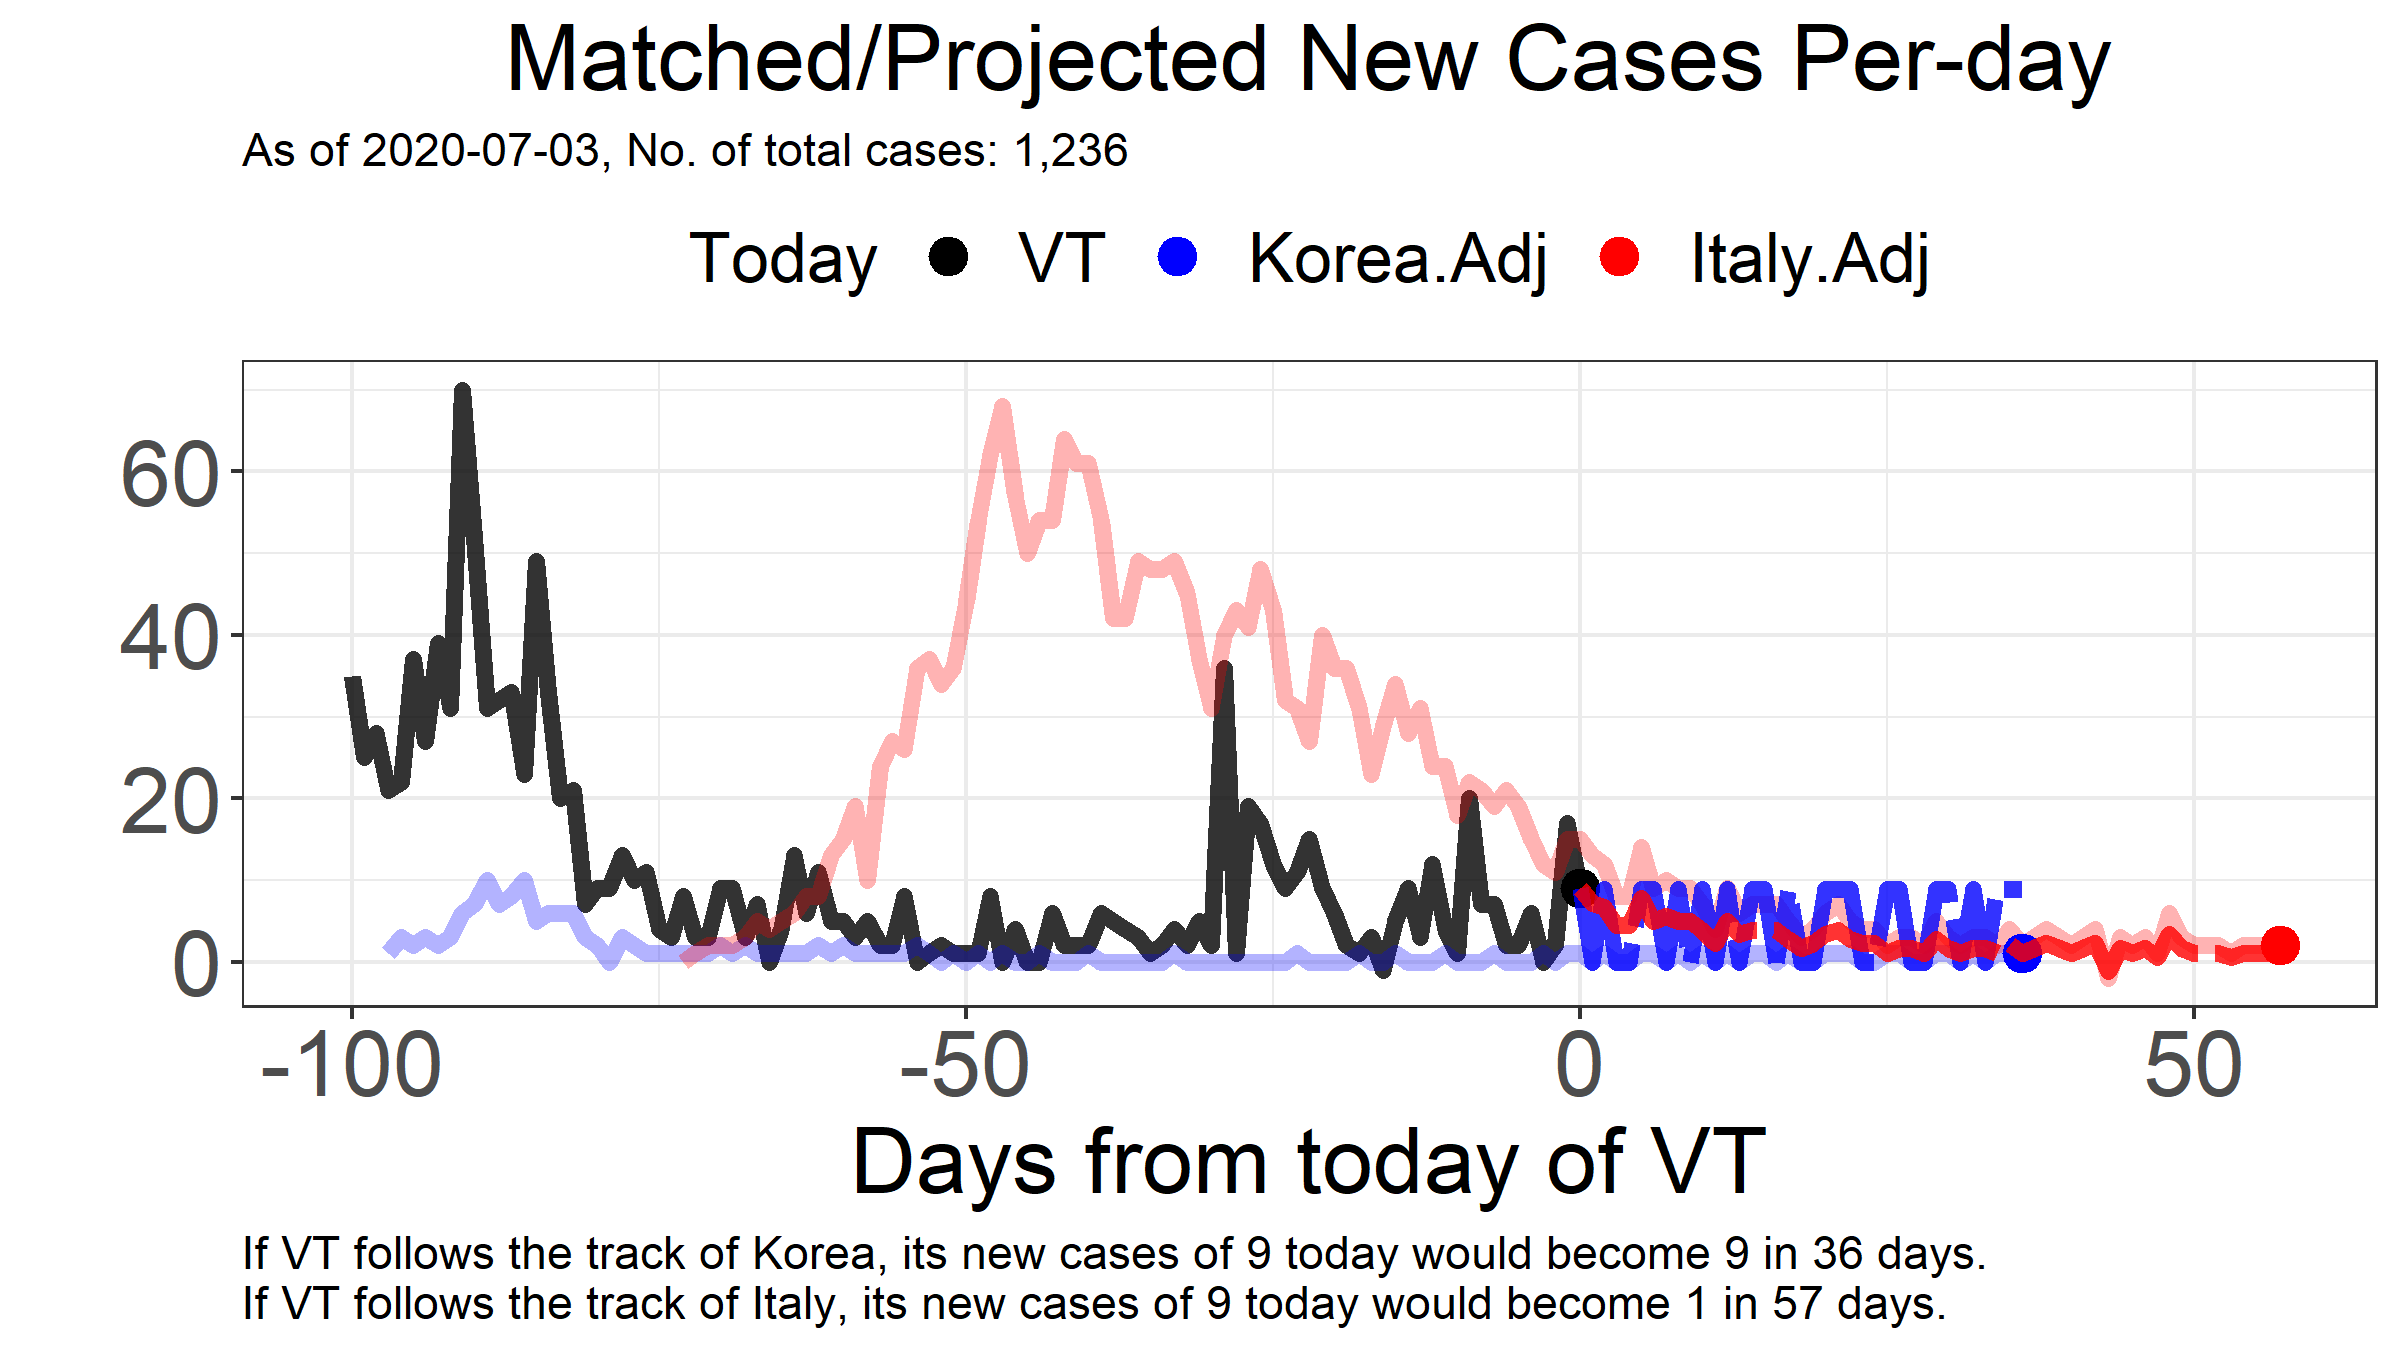 Matched/Projected New Cases Per-day
As of 2020-07-03, No. of total cases: 1,236
Today VT Korea.Adj Italy.Adj
60
40
20
0
-100 -50 0 50
Days from today of VT
If VT follows the track of Korea, its new cases of 9 today would become 9 in 36 days.
If VT follows the track of Italy, its new cases of 9 today would become 1 in 57 days.